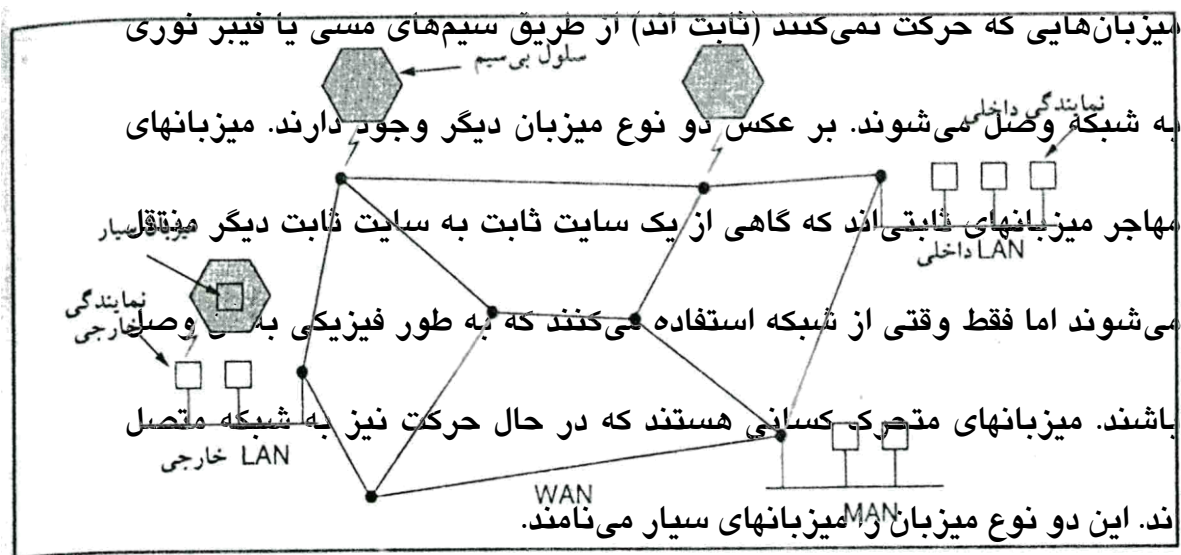 میزبان‌هایی که حرکت نمی‌کنند (ثابت اند) از طریق سیم‌های مسی یا فیبر نوری
سلول بی‌سیم
به شبکه وصل می‌شوند. بر عکس دو نوع میزبان دیگر وجود دارند. میزبانهای
نمایندگی داخلی
مهاجر میزبانهای ثابتی‌اند که گاهی از یک سایت ثابت به سایت ثابت دیگر منتقل
میزبان سیار
LAN داخلی
می‌شوند اما فقط وقتی از شبکه استفاده می‌کنند که به طور فیزیکی به وصل
نمایندگی
خارجی
باشند. میزبانهای متحرک کسانی هستند که در حال حرکت نیز به شبکه متصل
LAN خارجی
WAN
MAN
اند. این دو نوع میزبان را میزبانهای سیار می‌نامند.